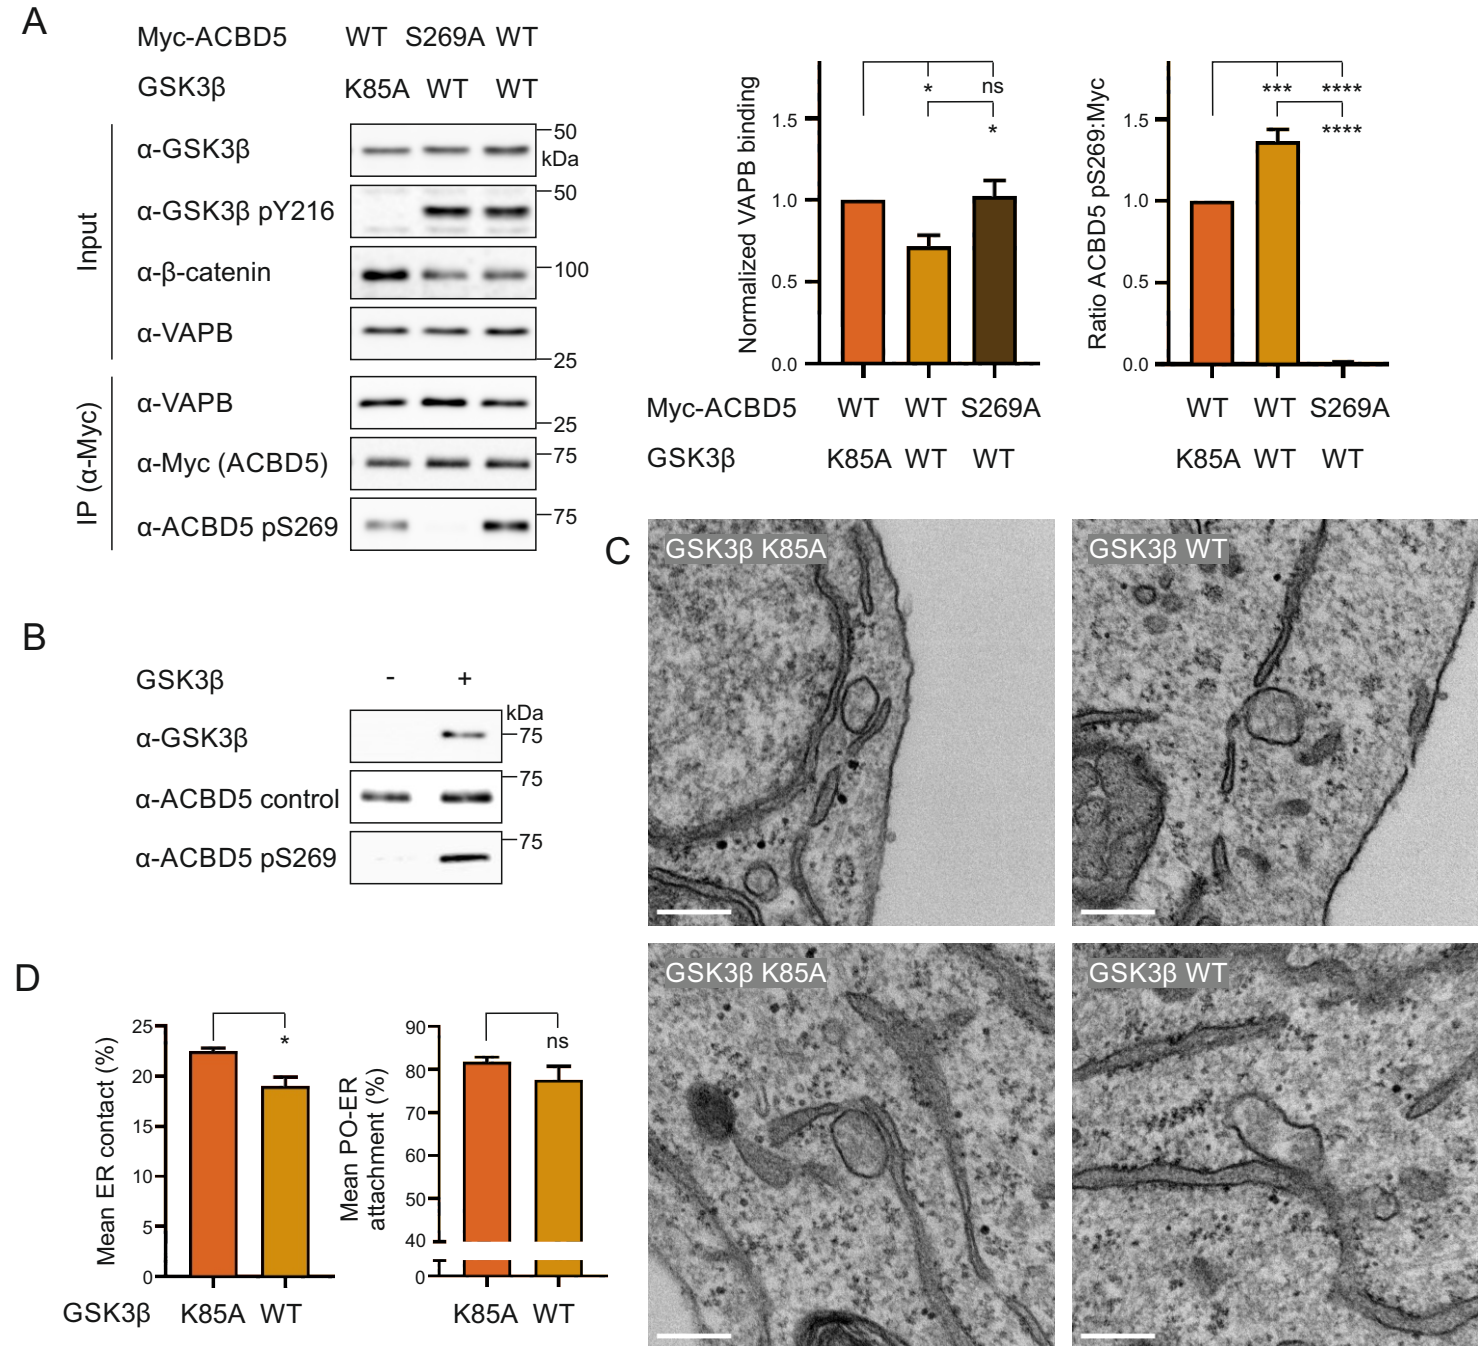 A
Myc-ACBD5 WT S269A WT
GSK3β K85A WT WT
Input
α-GSK3β 50 kDa
α-GSK3β pY216 50
α-β-catenin 100
α-VAPB 25
IP (α-Myc)
α-VAPB 25
α-Myc (ACBD5) 75
α-ACBD5 pS269 75
Normalized VAPB binding
1.5
1.0
0.5
0.0
* ns
*
Myc-ACBD5 WT WT S269A
GSK3β K85A WT WT
Ratio ACBD5 pS269:Myc
1.5
1.0
0.5
0.0
*** ****
****
WT WT S269A
K85A WT WT
B
GSK3β - +
kDa
α-GSK3β 75
α-ACBD5 control 75
α-ACBD5 pS269 75
C
GSK3β K85A
GSK3β WT
GSK3β K85A
GSK3β WT
D
Mean ER contact (%)
25
20
15
10
5
0
*
GSK3β K85A WT
Mean PO-ER
attachment (%)
90
80
70
60
50
40
0
ns
K85A WT